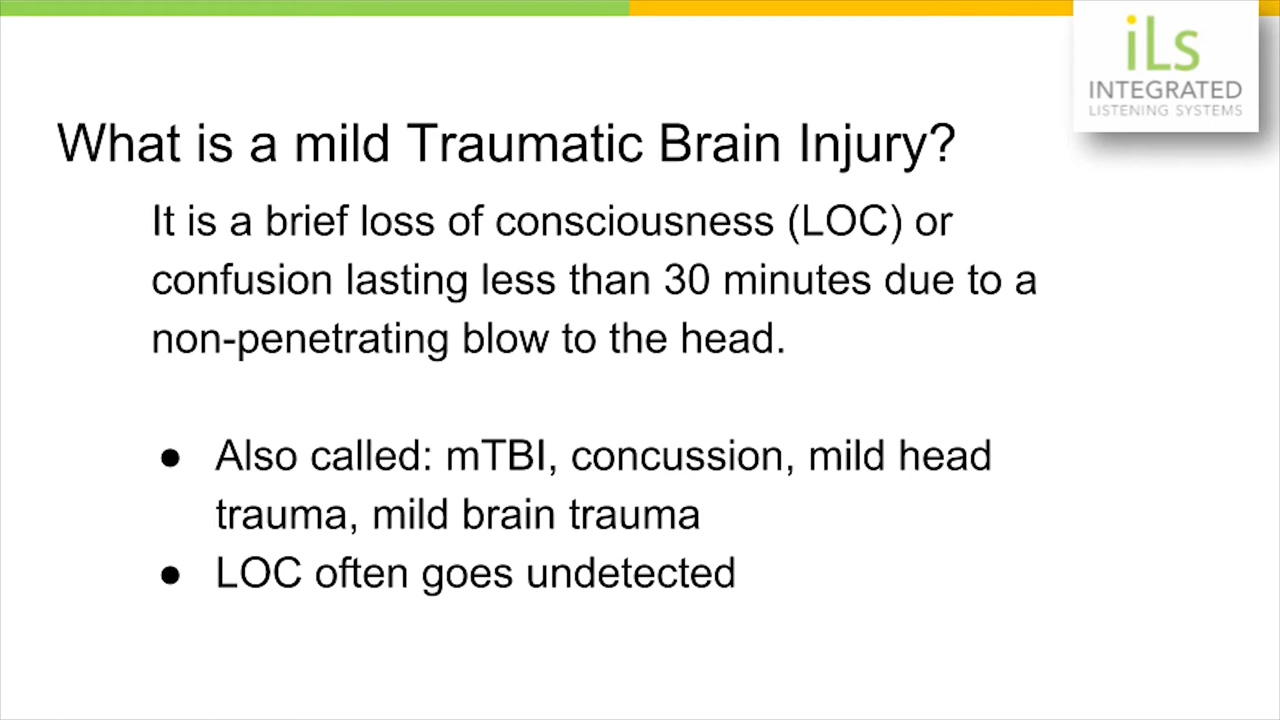 iLs
INTEGRATED
LISTENING SYSTEMS
What is a mild Traumatic Brain Injury?
It is a brief loss of consciousness (LOC) or
confusion lasting less than 30 minutes due to a
non-penetrating blow to the head.
● Also called: mTBI, concussion, mild head
trauma, mild brain trauma
● LOC often goes undetected